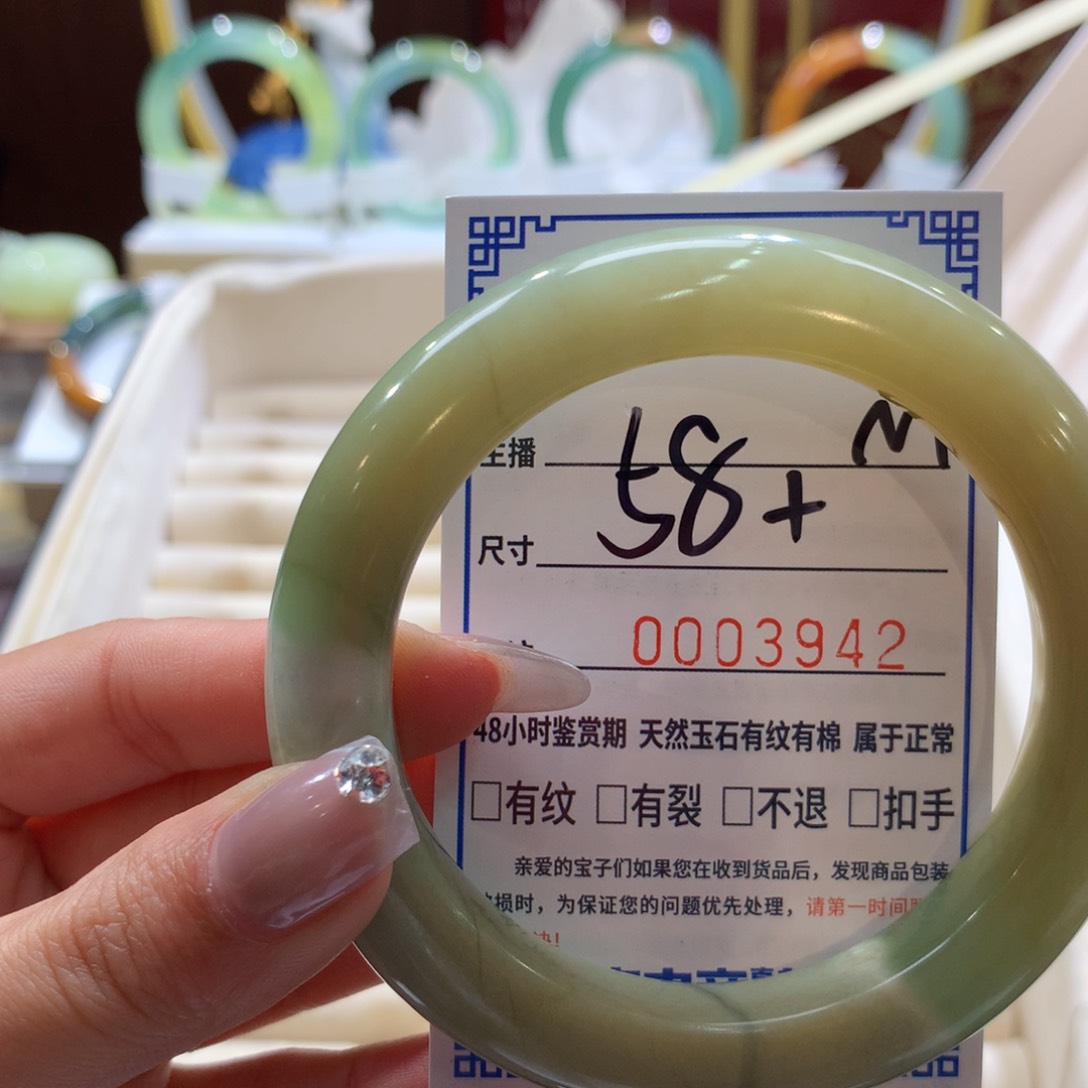 主播 M
58+
尺寸
0003942
48小时鉴赏期 天然玉石有纹有棉 属于正常
□有纹 □有裂 □不退 □扣手
亲爱的宝子们如果您在收到货品后，发现商品包装
损时，为保证您的问题优先处理，请第一时间